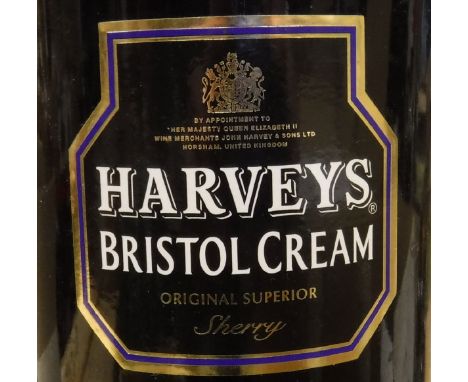 BY APPOINTMENT TO
HER MAJESTY QUEEN ELIZABETH II
WINE MERCHANTS JOHN HARVEY & SONS LTD
HORSHAM, UNITED KINGDOM
HARVEYS®
BRISTOL CREAM
ORIGINAL SUPERIOR
Sherry